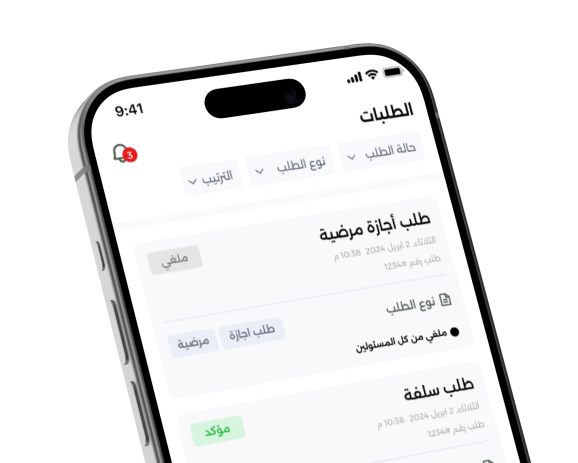 9:41
الطلبات
3
حالة الطلب
نوع الطلب
الترتيب
طلب أجازة مرضية
ملغي
الثلاثاء، 2 ابريل 2024 10:38 م
طلب رقم #1234
نوع الطلب
طلب اجازة
مرضية
ملغي من كل المسئولين
طلب سلفة
مؤكد
الثلاثاء، 2 ابريل 2024 10:38 م
طلب رقم #1234